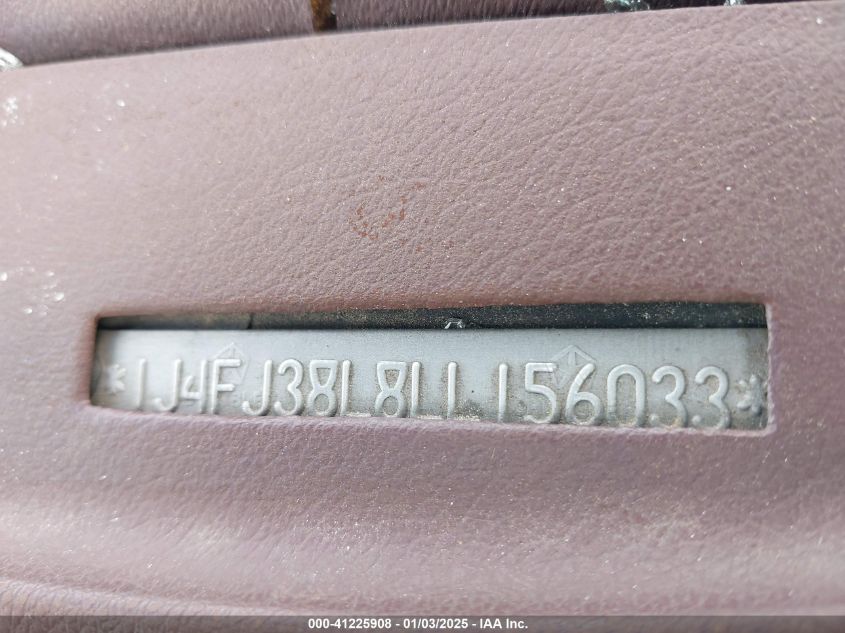 *1J4FJ38L8LL156033*
000-41225908 - 01/03/2025 - IAA Inc.